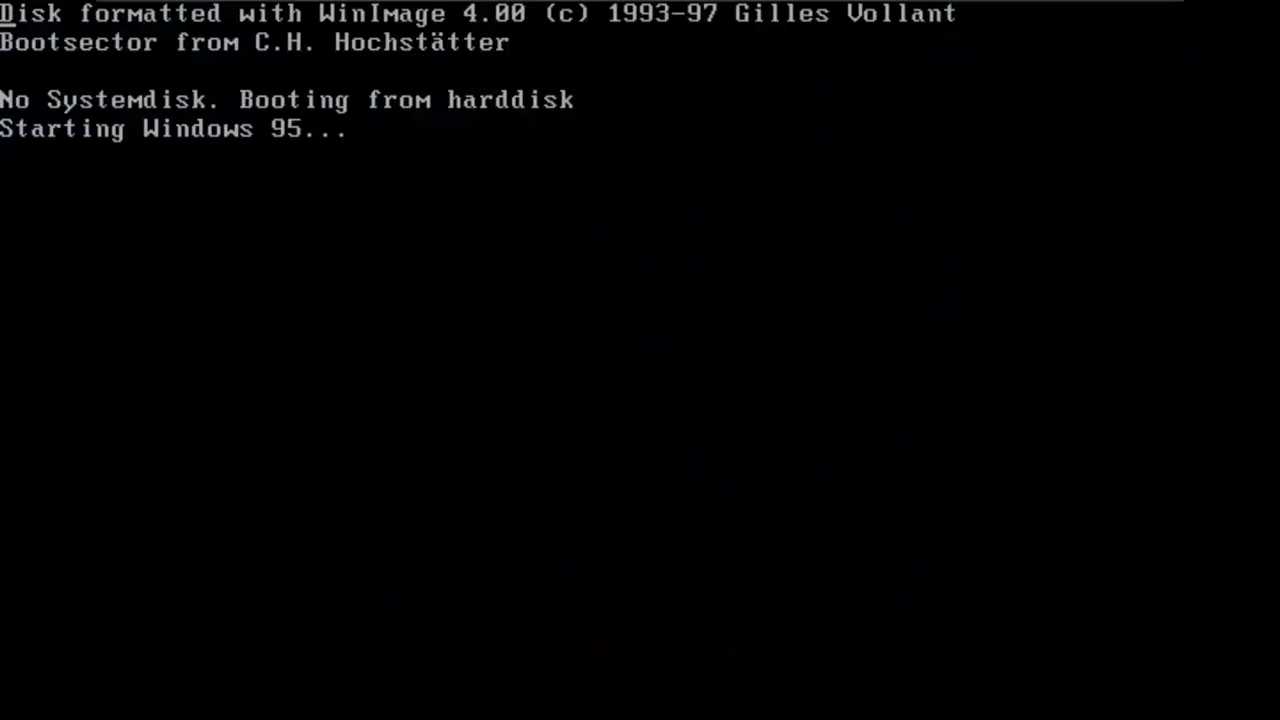 Disk formatted with WinImage 4.00 (c) 1993-97 Gilles Vollant
Bootsector from C.H. Hochstätter
No Systemdisk. Booting from harddisk
Starting Windows 95...